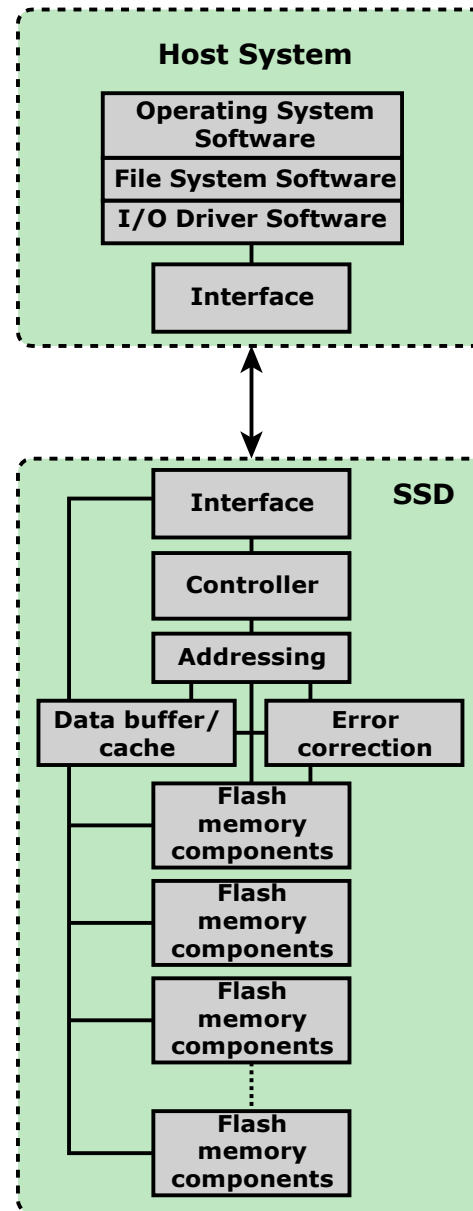 Host System
Operating System
Software
File System Software
I/O Driver Software
Interface
SSD
Interface
Controller
Addressing
Data buffer/
cache
Error
correction
Flash
memory
components
Flash
memory
components
Flash
memory
components
Flash
memory
components